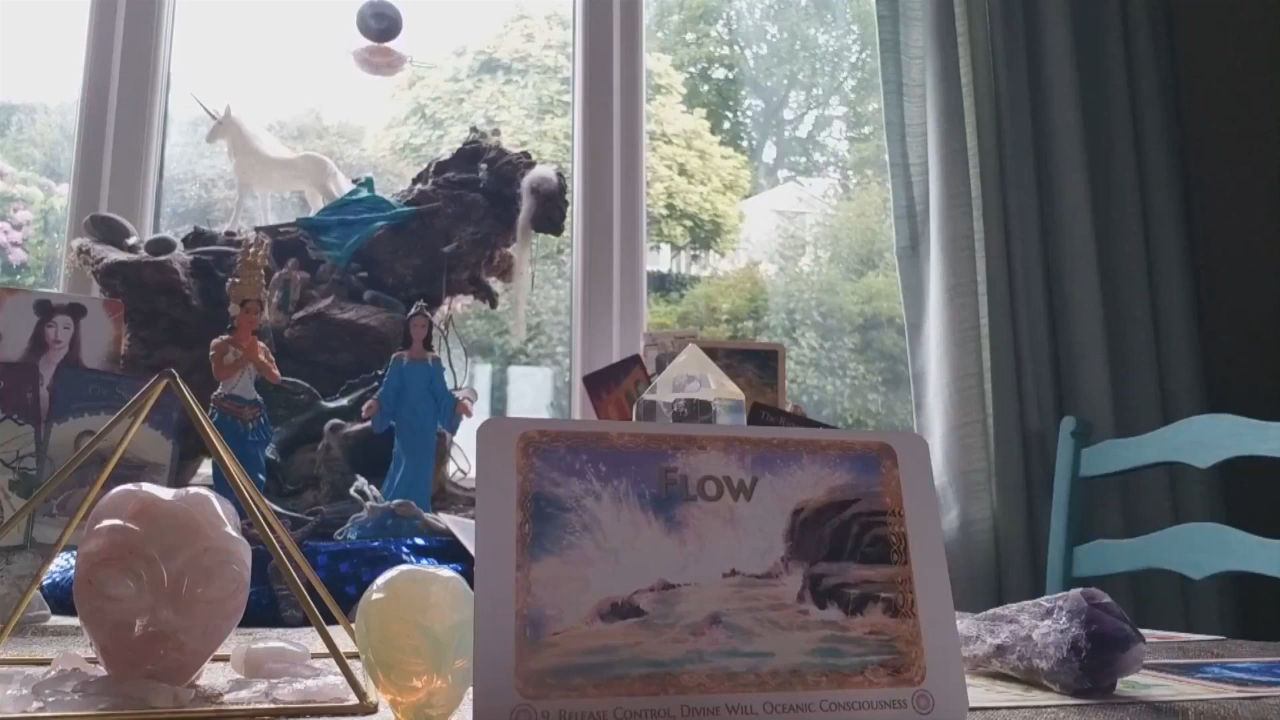 FLOW
9. RELEASE CONTROL, DIVINE WILL, OCEANIC CONSCIOUSNESS